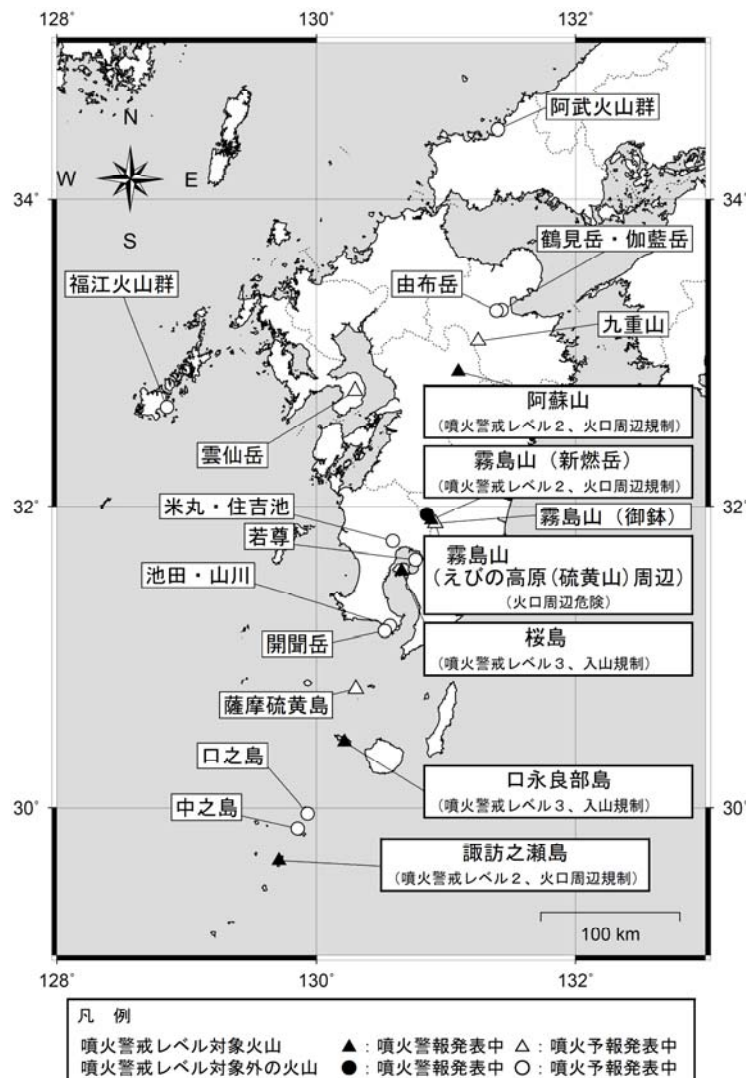 128° 130° 132°
阿武火山群
N
W E
S
34° 34°
鶴見岳・伽藍岳
福江火山群
由布岳
九重山
阿蘇山
(噴火警戒レベル2、火口周辺規制)
雲仙岳
霧島山(新燃岳)
(噴火警戒レベル2、火口周辺規制)
32° 32°
米丸・住吉池
霧島山(御鉢)
若尊
霧島山
(えびの高原(硫黄山)周辺)
(火口周辺危険)
池田・山川
開聞岳
桜島
(噴火警戒レベル3、入山規制)
薩摩硫黄島
口之島
口永良部島
(噴火警戒レベル3、入山規制)
30° 30°
中之島
諏訪之瀬島
(噴火警戒レベル2、火口周辺規制)
100 km
128° 130° 132°
凡 例
噴火警戒レベル対象火山 ▲:噴火警報発表中 △:噴火予報発表中
噴火警戒レベル対象外の火山 ●:噴火警報発表中 ○:噴火予報発表中